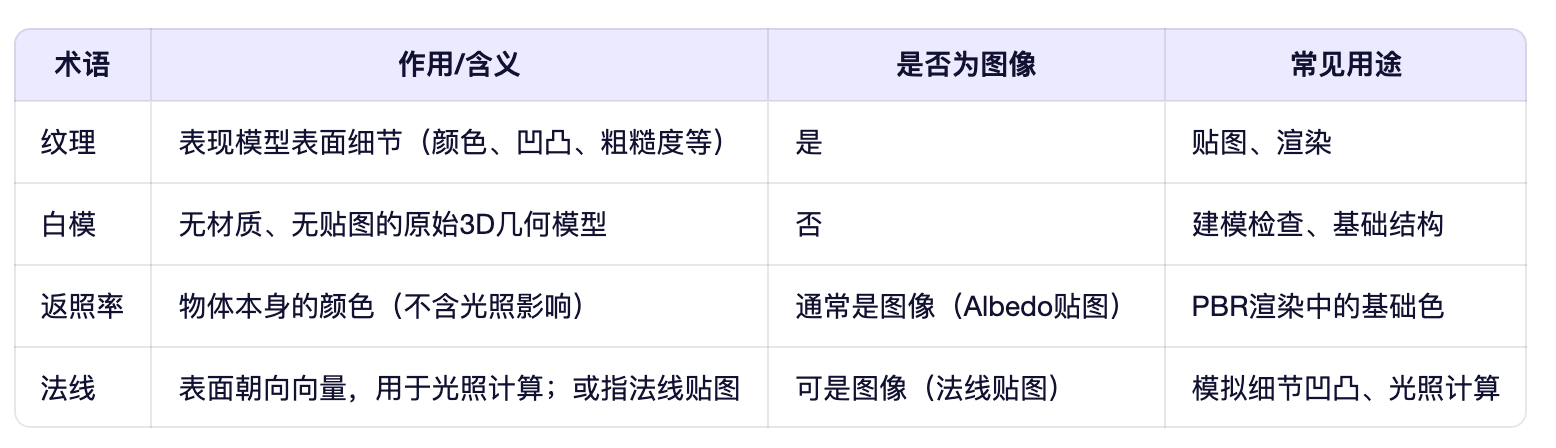 术语 作用/含义 是否为图像 常见用途
纹理 表现模型表面细节（颜色、凹凸、粗糙度等） 是 贴图、渲染
白模 无材质、无贴图的原始3D几何模型 否 建模检查、基础结构
返照率 物体本身的颜色（不含光照影响） 通常是图像（Albedo贴图） PBR渲染中的基础色
法线 表面朝向向量，用于光照计算；或指法线贴图 可是图像（法线贴图） 模拟细节凹凸、光照计算